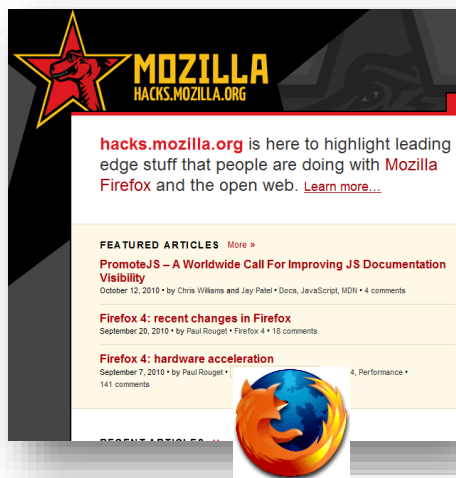 MOZILLA
HACKS.MOZILLA.ORG
hacks.mozilla.org is here to highlight leading
edge stuff that people are doing with Mozilla
Firefox and the open web. Learn more...
FEATURED ARTICLES More »
PromoteJS – A Worldwide Call For Improving JS Documentation
Visibility
October 12, 2010 • by Chris Williams and Jay Patel • Docs, JavaScript, MDN • 4 comments
Firefox 4: recent changes in Firefox
September 20, 2010 • by Paul Rouget • Firefox 4 • 18 comments
Firefox 4: hardware acceleration
September 7, 2010 • by Paul Rouget • 4, Performance •
141 comments